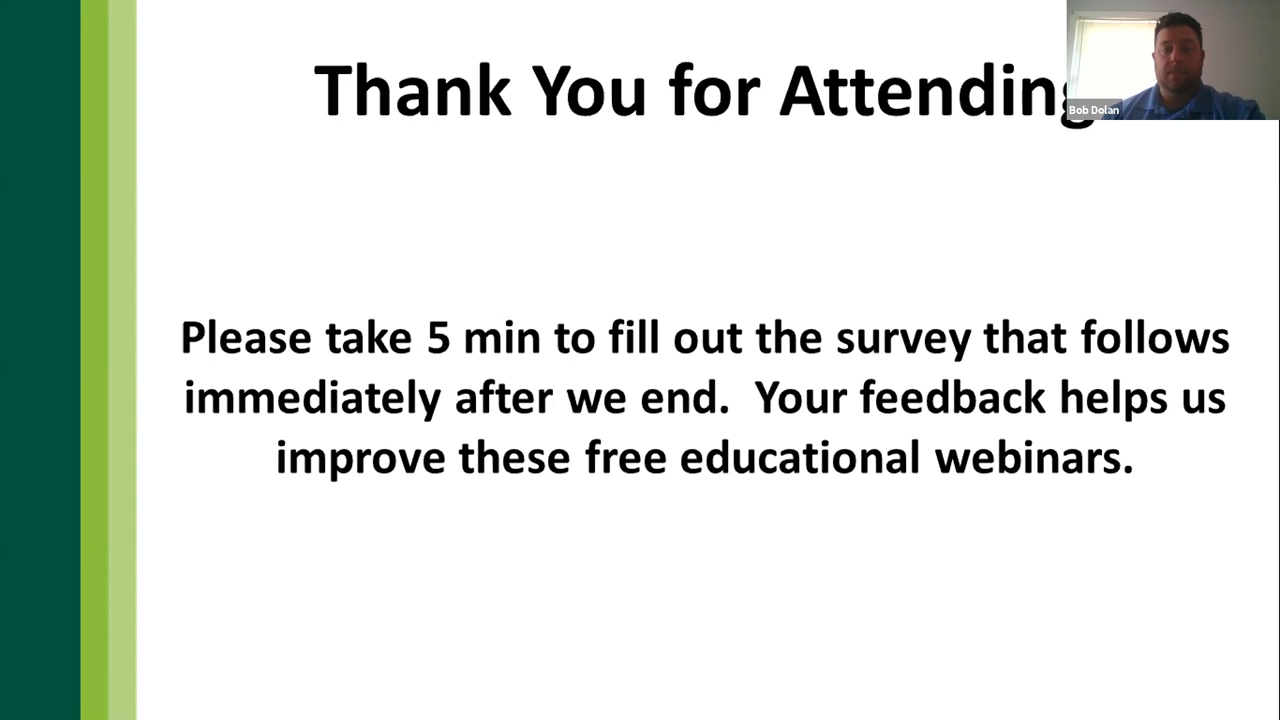 Thank You for Attending
Bob Dolan
Please take 5 min to fill out the survey that follows
immediately after we end.  Your feedback helps us
improve these free educational webinars.